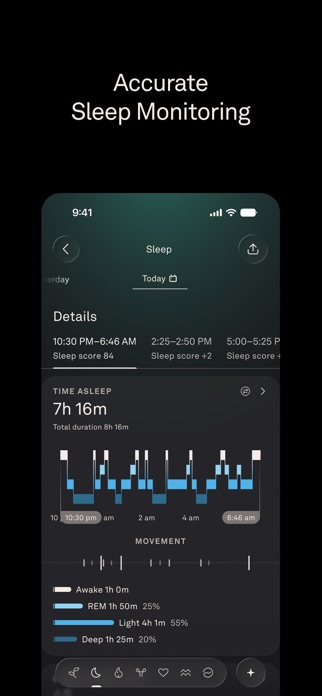 Accurate
Sleep Monitoring
9:41
Sleep
Today
Details
10:30 PM–6:46 AM
Sleep score 84
2:25–2:50 PM
Sleep score +2
5:00–5:25 P
Sleep score +
TIME ASLEEP
7h 16m
Total duration 8h 16m
10
10:30 pm
am
2 am
4 am
6:46 am
MOVEMENT
Awake 1h 0m
REM 1h 50m 25%
Light 4h 1m 55%
Deep 1h 25m 20%